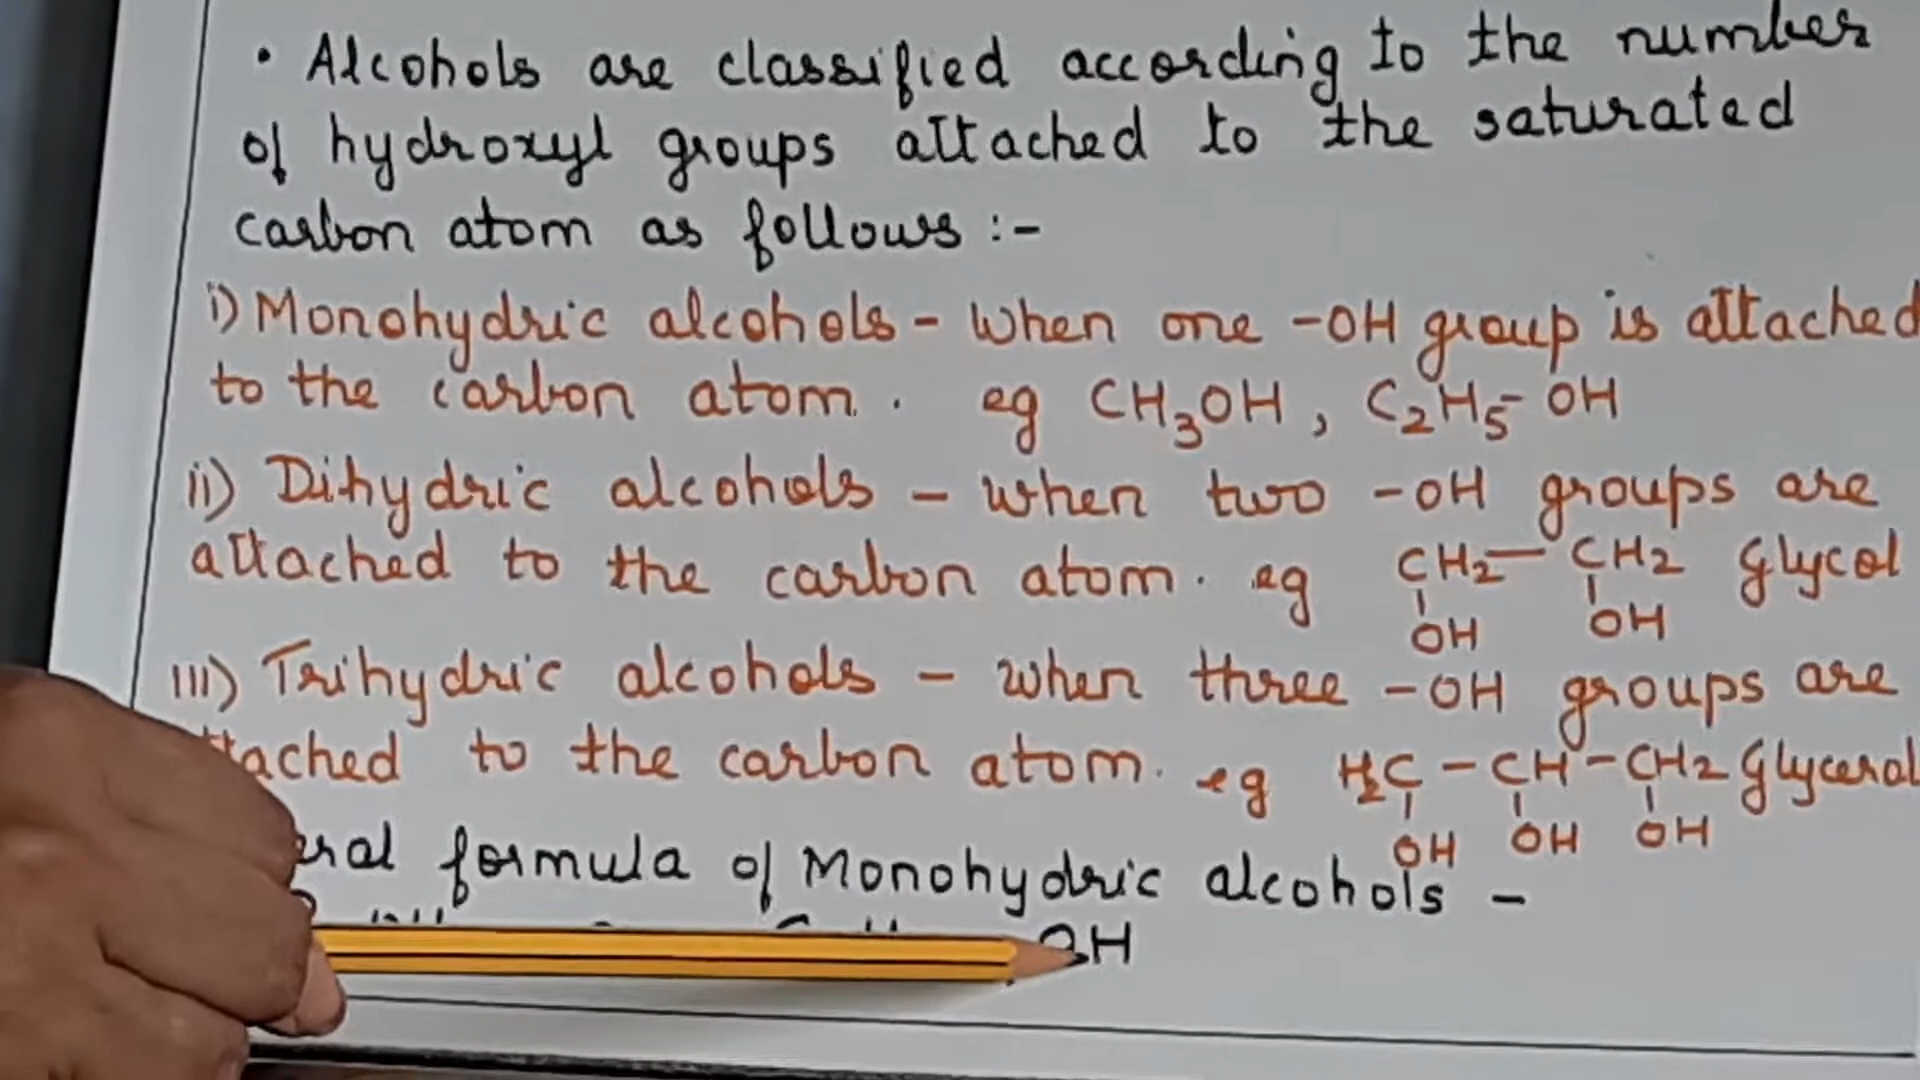 • Alcohols are classified according to the number
of hydroxyl groups attached to the saturated
carbon atom as follows :-
i) Monohydric alcohols - when one -OH group is attached
to the carbon atom. eg CH3OH, C2H5-OH
ii) Dihydric alcohols - when two -OH groups are
attached to the carbon atom. eg CH2-CH2 Glycol
OH OH
iii) Trihydric alcohols - when three -OH groups are
tached to the carbon atom. eg H2C-CH-CH2 Glycerol
OH OH OH
eral formula of Monohydric alcohols -
OH